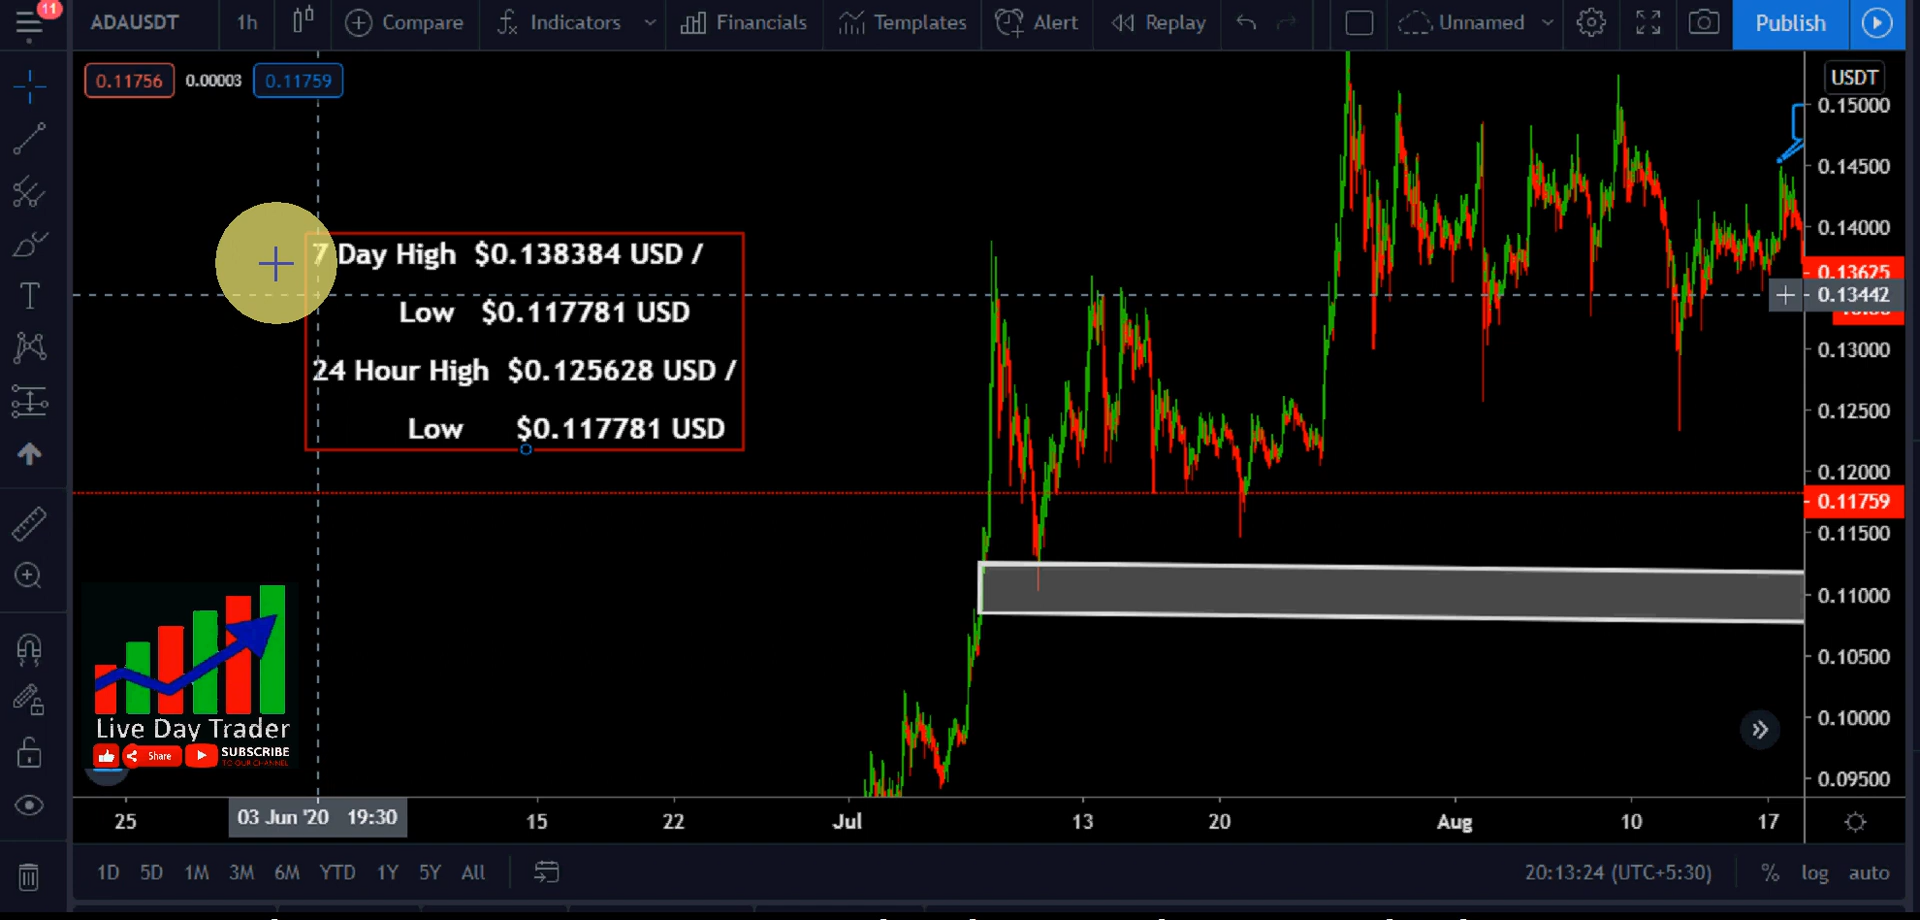 11
ADAUSDT 1h Compare Indicators Financials Templates Alert Replay Unnamed Publish
0.11756 0.00003 0.11759
USDT
0.15000
0.14500
0.14000
0.13625
0.13442
0.13000
0.12500
0.12000
0.11759
0.11500
0.11000
0.10500
0.10000
0.09500
7 Day High $0.138384 USD /
Low $0.117781 USD
24 Hour High $0.125628 USD /
Low $0.117781 USD
Live Day Trader
Share SUBSCRIBE
TO OUR CHANNEL
25 03 Jun '20 19:30 15 22 Jul 13 20 Aug 10 17
1D 5D 1M 3M 6M YTD 1Y 5Y All 20:13:24 (UTC+5:30) % log auto